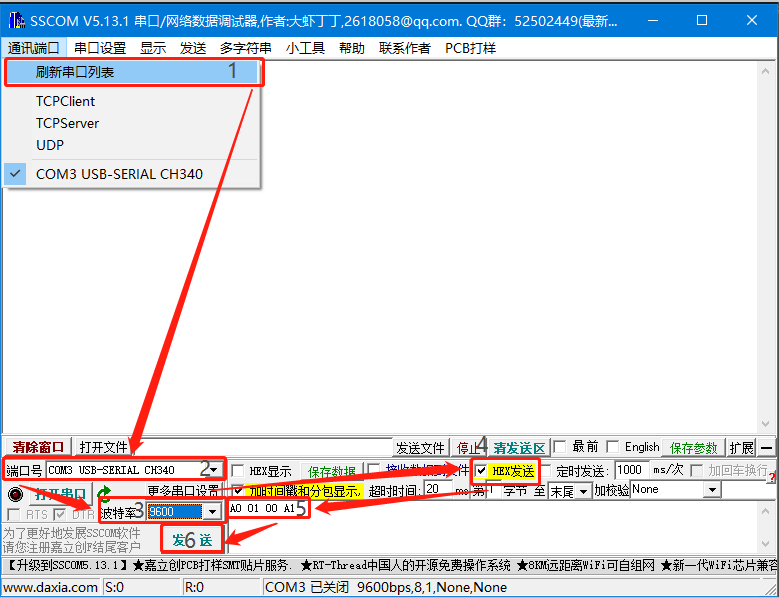 SSCOM V5.13.1 串口/网络数据调试器,作者:大虾丁丁,2618058@qq.com. QQ群: 52502449(最新...
通讯端口 串口设置 显示 发送 多字符串 小工具 帮助 联系作者 PCB打样
刷新串口列表 1
TCPClient
TCPServer
UDP
COM3 USB-SERIAL CH340
清除窗口 打开文件 发送文件 停止 4 清发送区 最前 English 保存参数 扩展 —
端口号 COM3 USB-SERIAL CH340 2 HEX显示 保存数据 接收数据到文件 HEX发送 定时发送: 1000 ms/次 加回车换行
打开串口 更多串口设置 加时间戳和分包显示, 超时时间: 20 ms 第1 字节 至 末尾 加校验 None
RTS DTR 波特率 3 9600 A0 01 00 A1 5
为了更好地发展SSCOM软件
请您注册嘉立创F结尾客户
发 6 送
【升级到SSCOM5.13.1】★嘉立创PCB打样SMT贴片服务. ★RT-Thread中国人的开源免费操作系统 ★8KM远距离WiFi可自组网 ★新一代WiFi芯片兼容
www.daxia.com S:0 R:0 COM3 已关闭 9600bps,8,1,None,None